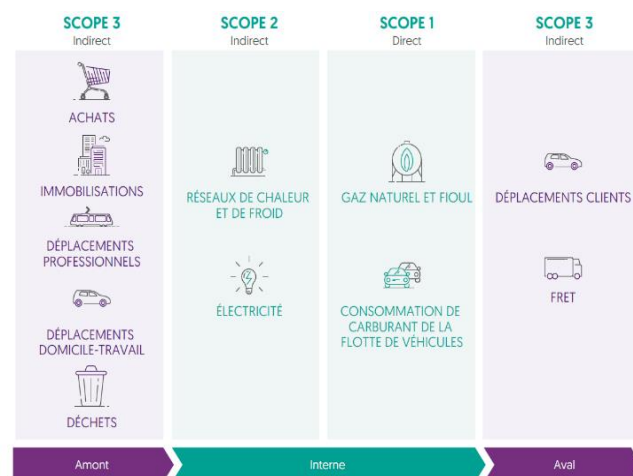 SCOPE 3
Indirect
ACHATS
IMMOBILISATIONS
DÉPLACEMENTS
PROFESSIONNELS
DÉPLACEMENTS
DOMICILE-TRAVAIL
DÉCHETS
SCOPE 2
Indirect
RÉSEAUX DE CHALEUR
ET DE FROID
ÉLECTRICITÉ
SCOPE 1
Direct
GAZ NATUREL ET FIOUL
CONSOMMATION DE
CARBURANT DE LA
FLOTTE DE VÉHICULES
SCOPE 3
Indirect
DÉPLACEMENTS CLIENTS
FRET
Amont
Interne
Aval